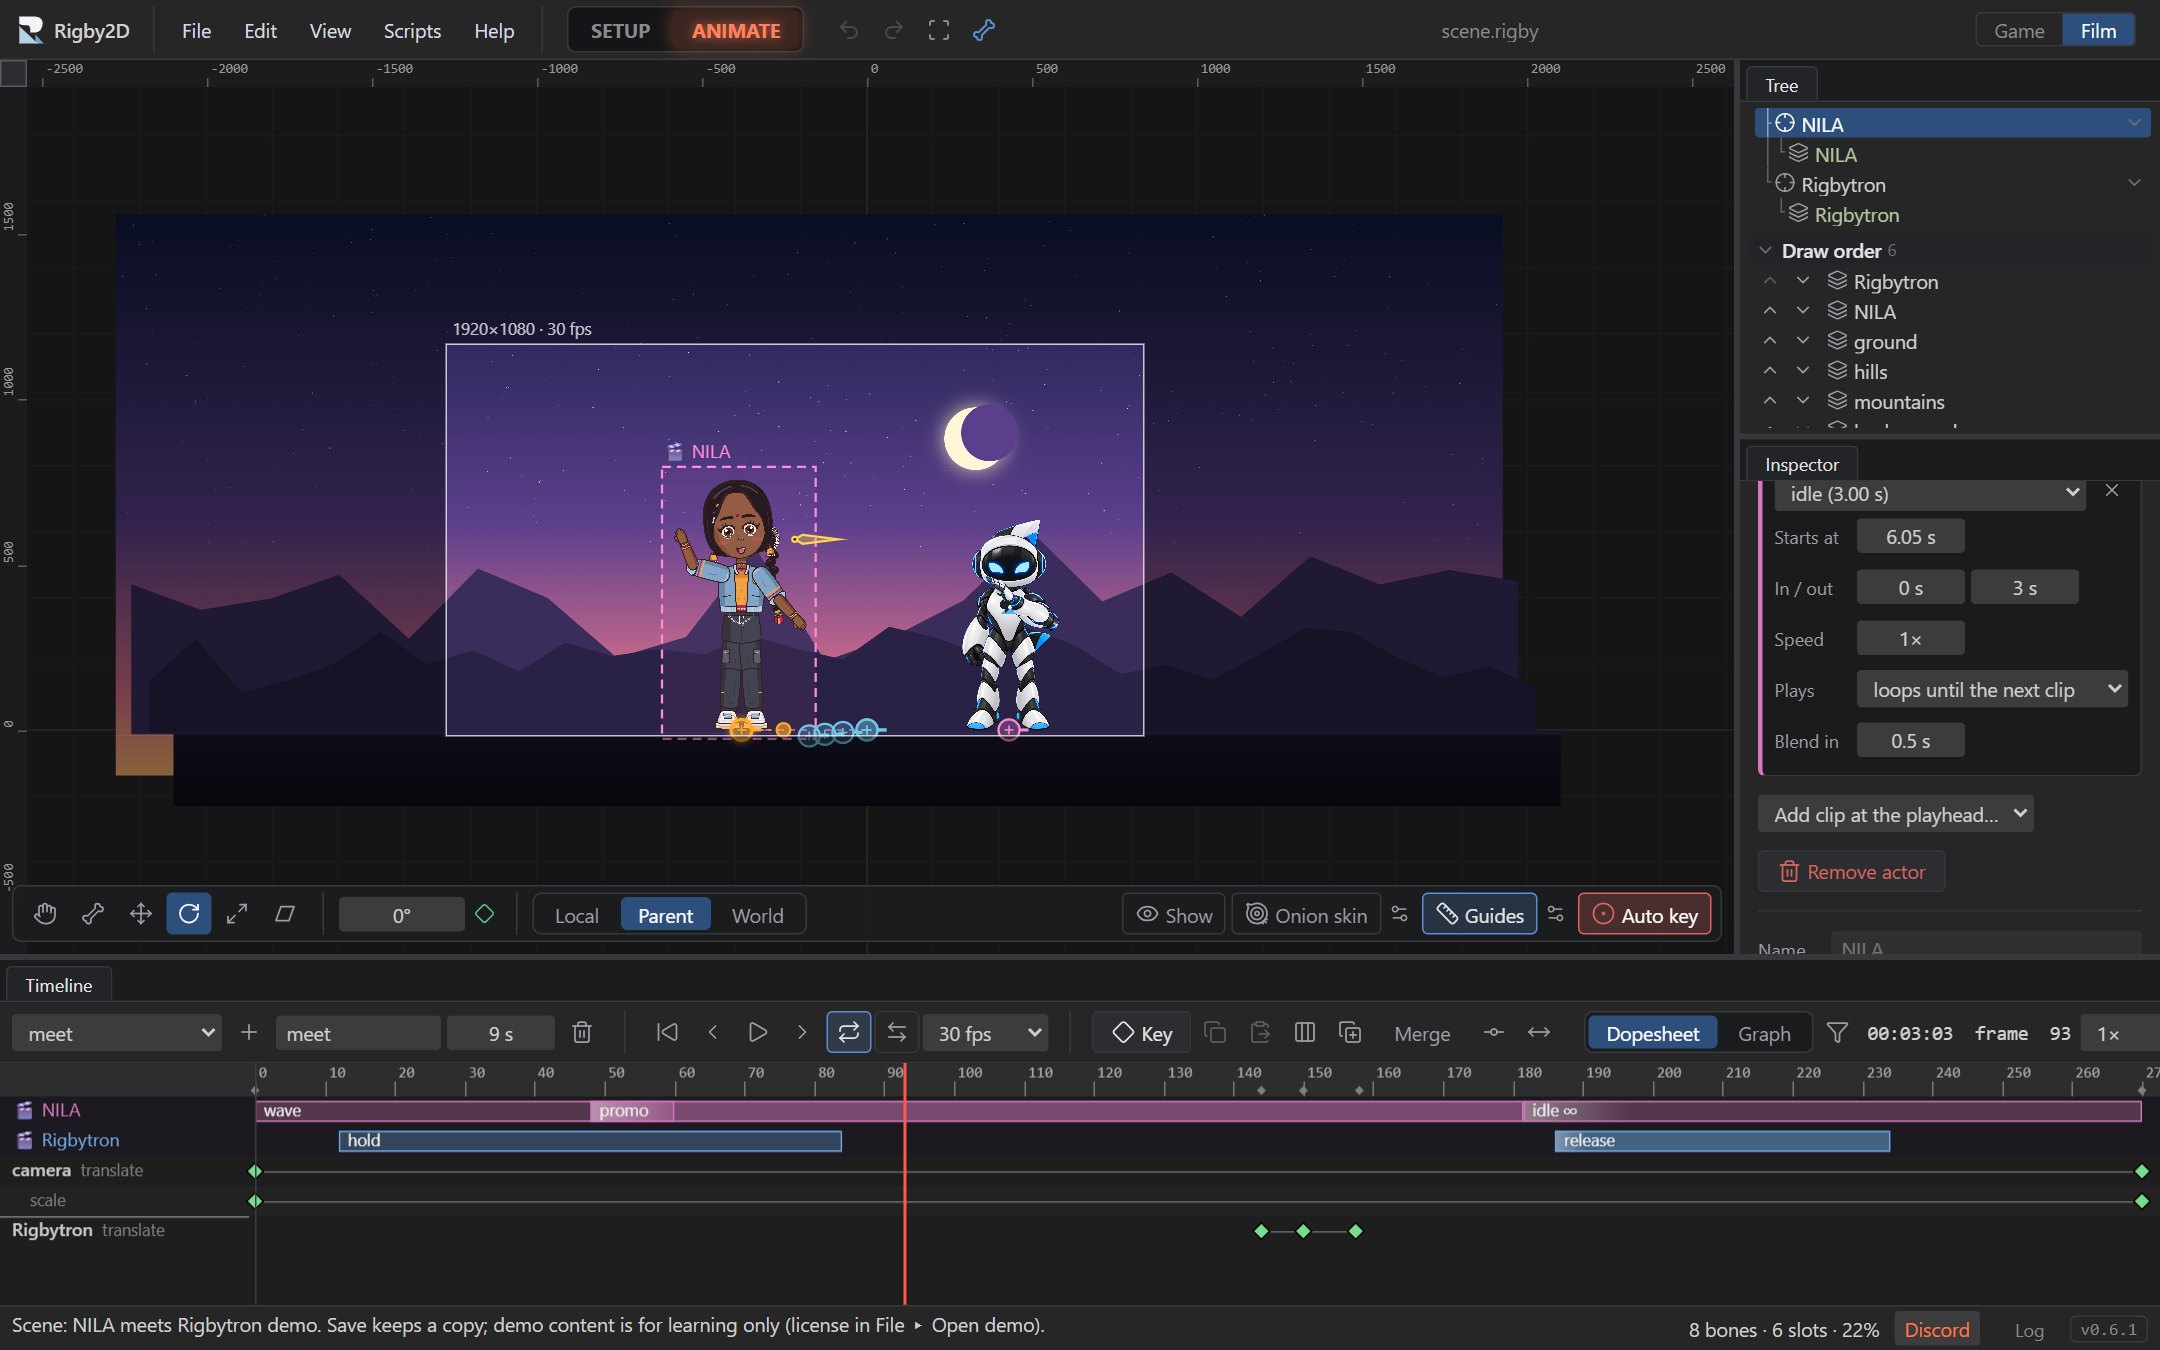 Rigby2D File Edit View Scripts Help SETUP ANIMATE scene.rigby Game Film
-2500 -2000 -1500 -1000 -500 0 500 1000 1500 2000 2500
1500
1000
500
0
-500
1920×1080 · 30 fps
NILA
Tree
NILA
NILA
Rigbytron
Rigbytron
Draw order 6
Rigbytron
NILA
ground
hills
mountains
Inspector
idle (3.00 s)
Starts at 6.05 s
In / out 0 s 3 s
Speed 1×
Plays loops until the next clip
Blend in 0.5 s
Add clip at the playhead...
Remove actor
Name NILA
0° Local Parent World Show Onion skin Guides Auto key
Timeline
meet meet 9 s 30 fps Key Merge Dopesheet Graph 00:03:03 frame 93 1×
0 10 20 30 40 50 60 70 80 90 100 110 120 130 140 150 160 170 180 190 200 210 220 230 240 250 260 27
NILA wave promo idle ∞
Rigbytron hold release
camera translate
scale
Rigbytron translate
Scene: NILA meets Rigbytron demo. Save keeps a copy; demo content is for learning only (license in File ▸ Open demo).
8 bones · 6 slots · 22% Discord Log v0.6.1